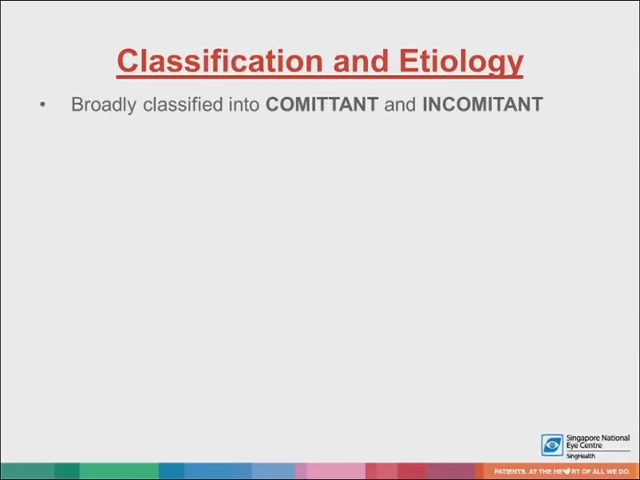 Classification and Etiology
• Broadly classified into COMITTANT and INCOMITANT
Singapore National
Eye Centre
SingHealth
PATIENTS. AT THE HE♥RT OF ALL WE DO.